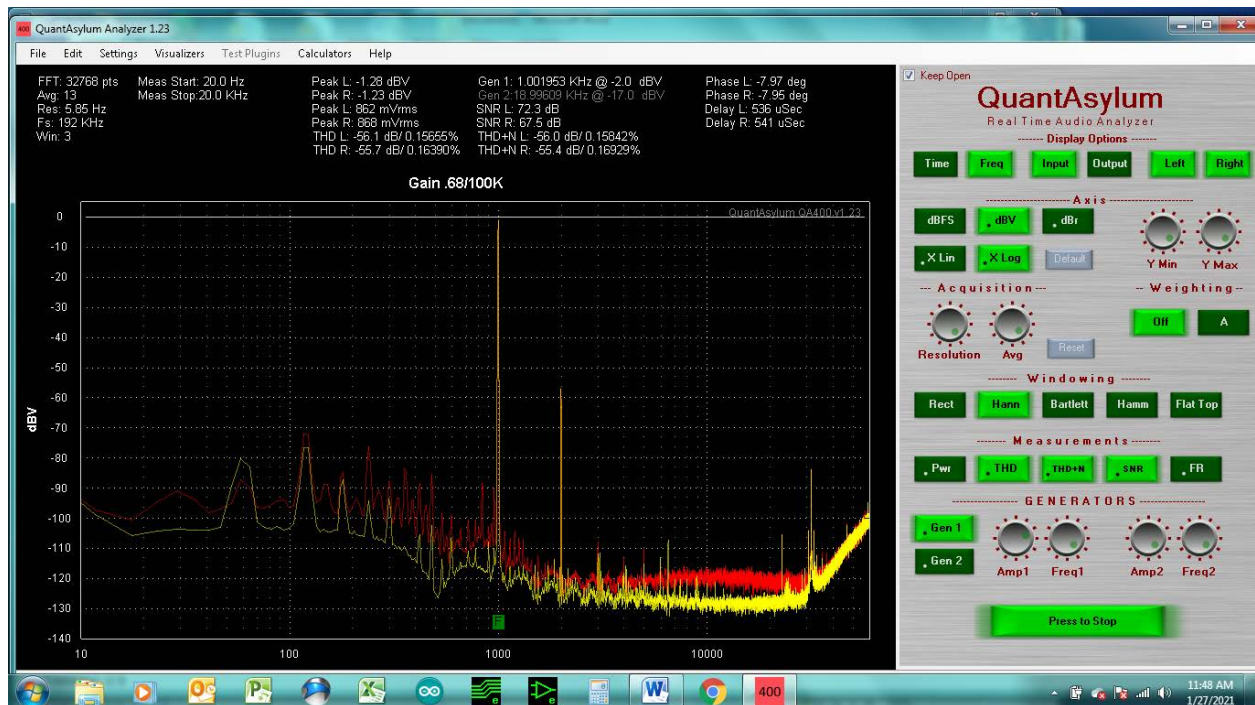 400 QuantAsylum Analyzer 1.23
File Edit Settings Visualizers Test Plugins Calculators Help
FFT: 32768 pts
Avg: 13
Res: 5.85 Hz
Fs: 192 KHz
Win: 3
Meas Start: 20.0 Hz
Meas Stop:20.0 KHz
Peak L: -1.28 dBV
Peak R: -1.23 dBV
Peak L: 862 mVrms
Peak R: 868 mVrms
THD L: -56.1 dB/ 0.15655%
THD R: -55.7 dB/ 0.16390%
Gen 1: 1.001953 KHz @ -2.0 dBV
Gen 2:18.99609 KHz @ -17.0 dBV
SNR L: 72.3 dB
SNR R: 67.5 dB
THD+N L: -56.0 dB/ 0.15842%
THD+N R: -55.4 dB/ 0.16929%
Phase L: -7.97 deg
Phase R: -7.95 deg
Delay L: 536 uSec
Delay R: 541 uSec
Gain .68/100K
QuantAsylum QA400 v1.23
0
-10
-20
-30
-40
-50
-60
-70
-80
-90
-100
-110
-120
-130
-140
dBV
F
10 100 1000 10000
Keep Open
QuantAsylum
Real Time Audio Analyzer
Display Options
Time Freq Input Output Left Right
Axis
dBFS dBV dBr
X Lin X Log Default
Y Min Y Max
Acquisition
Weighting
Off A
Resolution Avg Reset
Windowing
Rect Hann Bartlett Hamm Flat Top
Measurements
Pwr THD THD+N SNR FR
GENERATORS
Gen 1
Gen 2
Amp1 Freq1 Amp2 Freq2
Press to Stop
400
11:48 AM
1/27/2021